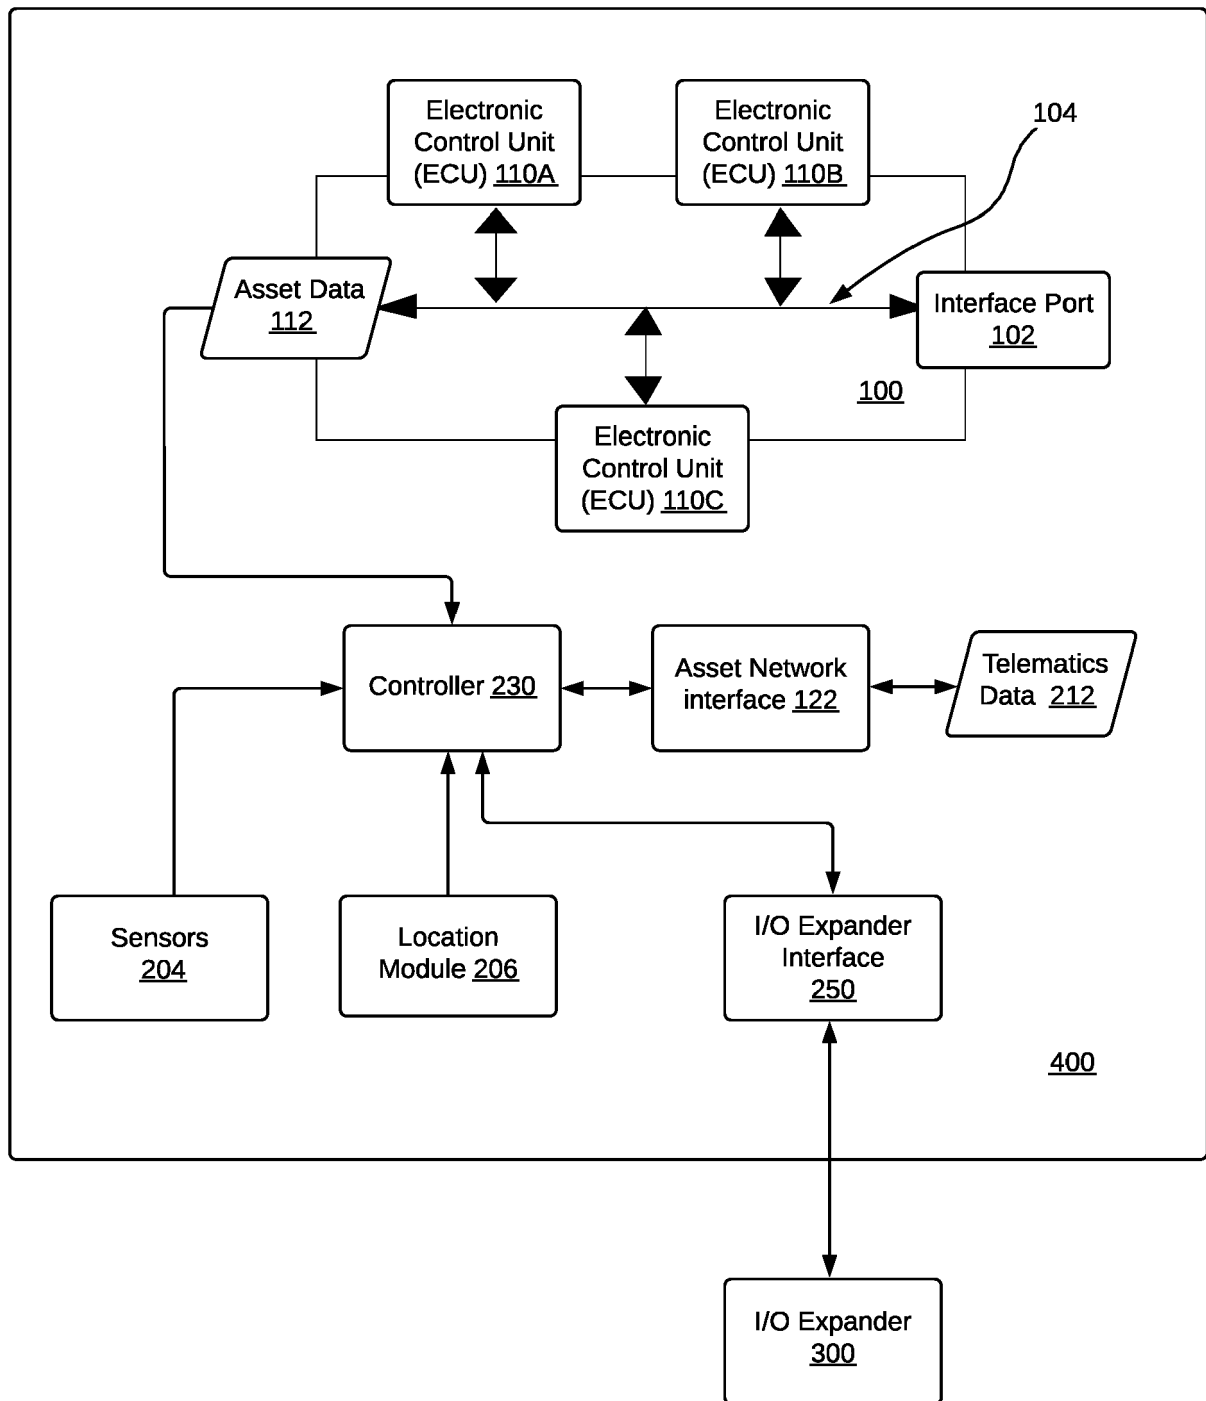 Electronic
Control Unit
(ECU) 110A
Electronic
Control Unit
(ECU) 110B
104
Asset Data
112
Interface Port
102
100
Electronic
Control Unit
(ECU) 110C
Controller 230
Asset Network
interface 122
Telematics
Data 212
Sensors
204
Location
Module 206
I/O Expander
Interface
250
400
I/O Expander
300